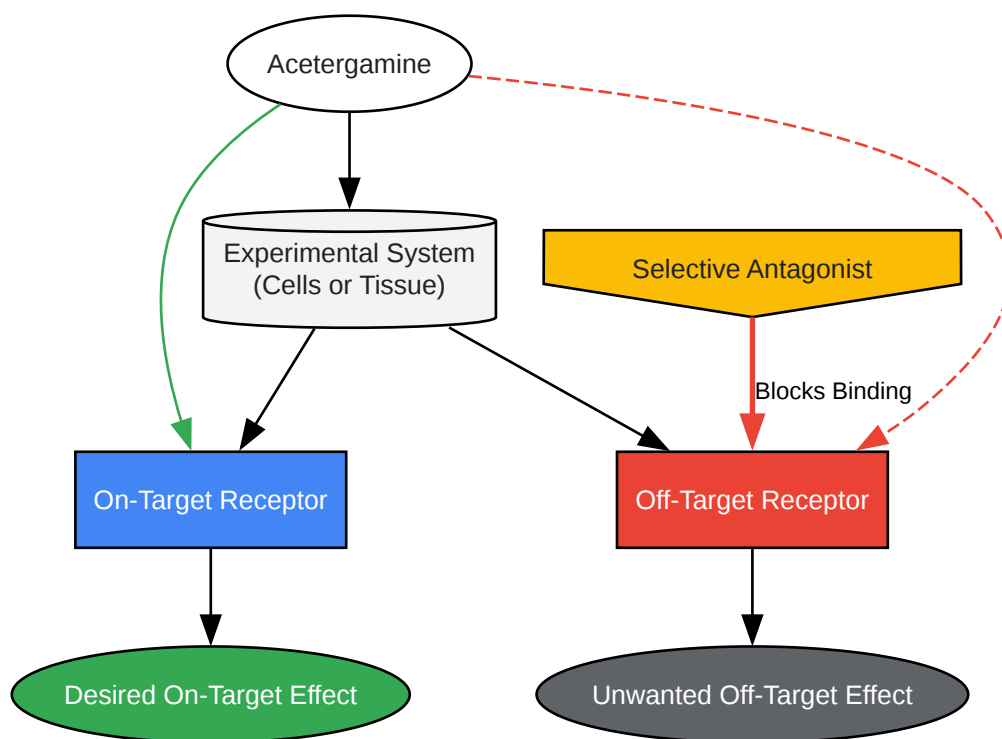 Acetergamine
Experimental System
(Cells or Tissue)
Selective Antagonist
Blocks Binding
On-Target Receptor
Off-Target Receptor
Desired On-Target Effect
Unwanted Off-Target Effect